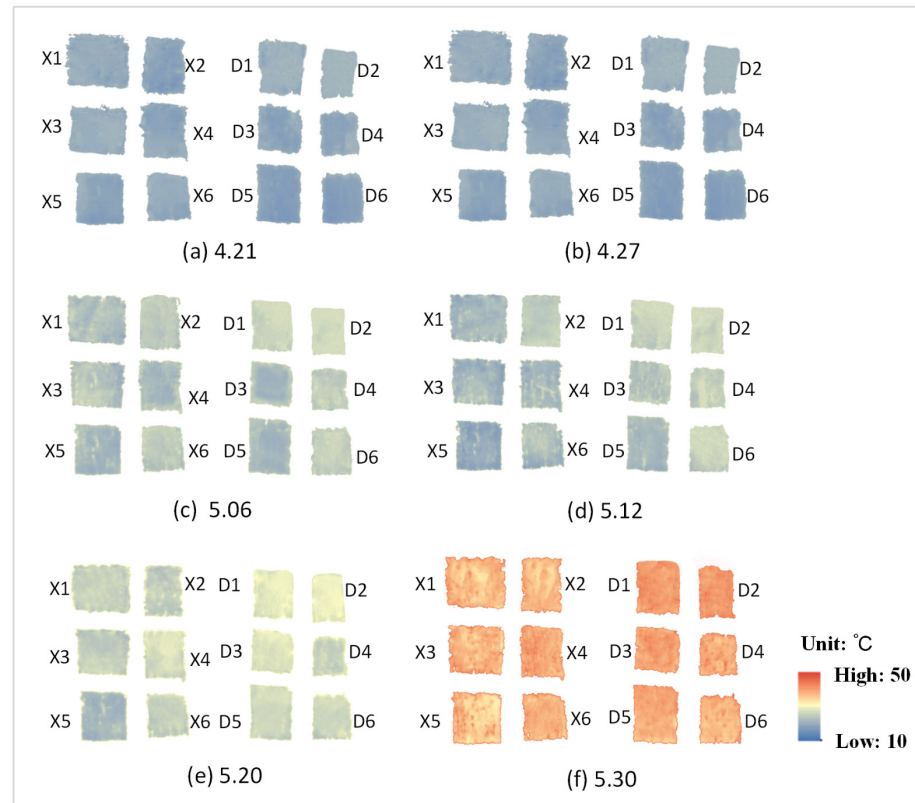 X1 X2 D1 D2
X3 X4 D3 D4
X5 X6 D5 D6
(a) 4.21
X1 X2 D1 D2
X3 X4 D3 D4
X5 X6 D5 D6
(b) 4.27
X1 X2 D1 D2
X3 X4 D3 D4
X5 X6 D5 D6
(c) 5.06
X1 X2 D1 D2
X3 X4 D3 D4
X5 X6 D5 D6
(d) 5.12
X1 X2 D1 D2
X3 X4 D3 D4
X5 X6 D5 D6
(e) 5.20
X1 X2 D1 D2
X3 X4 D3 D4
X5 X6 D5 D6
(f) 5.30
Unit: ℃
High: 50
Low: 10